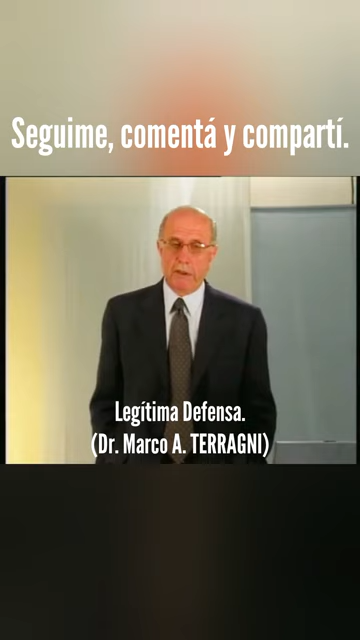 Seguime, comentá y compartí.
Legítima Defensa.
(Dr. Marco A. TERRAGNI)